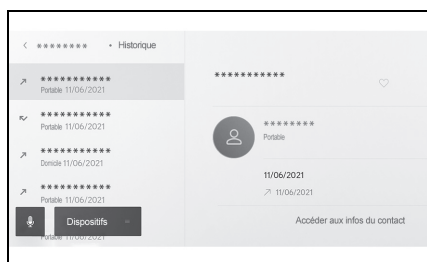 ******** • Historique
***********
Portable 11/06/2021
***********
Portable 11/06/2021
***********
Domicile 11/06/2021
***********
Portable 11/06/2021
Dispositifs
Portable 11/06/2021
***********
********
Portable
11/06/2021
11/06/2021
Accéder aux infos du contact